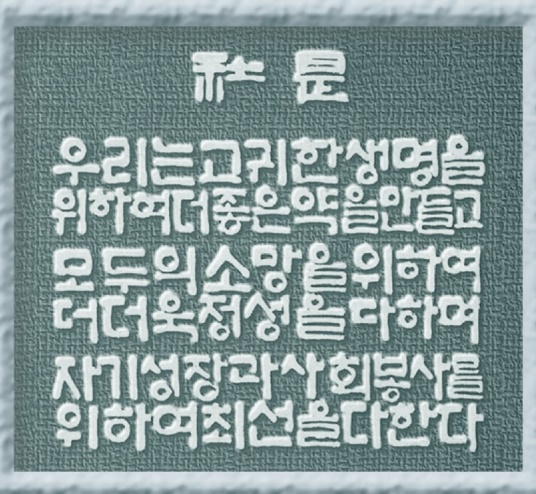 社是
우리는고귀한생명을
위하여더좋은약을만들고
모두의소망을위하여
더더욱정성을다하며
자기성장과사회봉사를
위하여최선을다한다